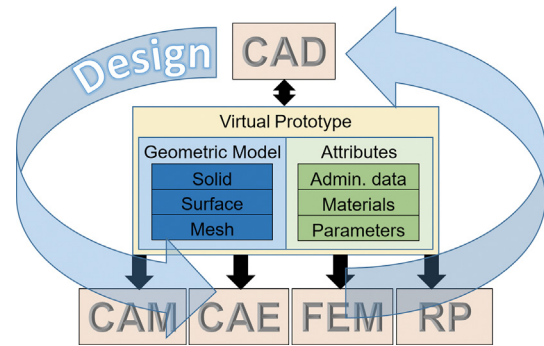 Design
CAD
Virtual Prototype
Geometric Model
Solid
Surface
Mesh
Attributes
Admin. data
Materials
Parameters
CAM
CAE
FEM
RP